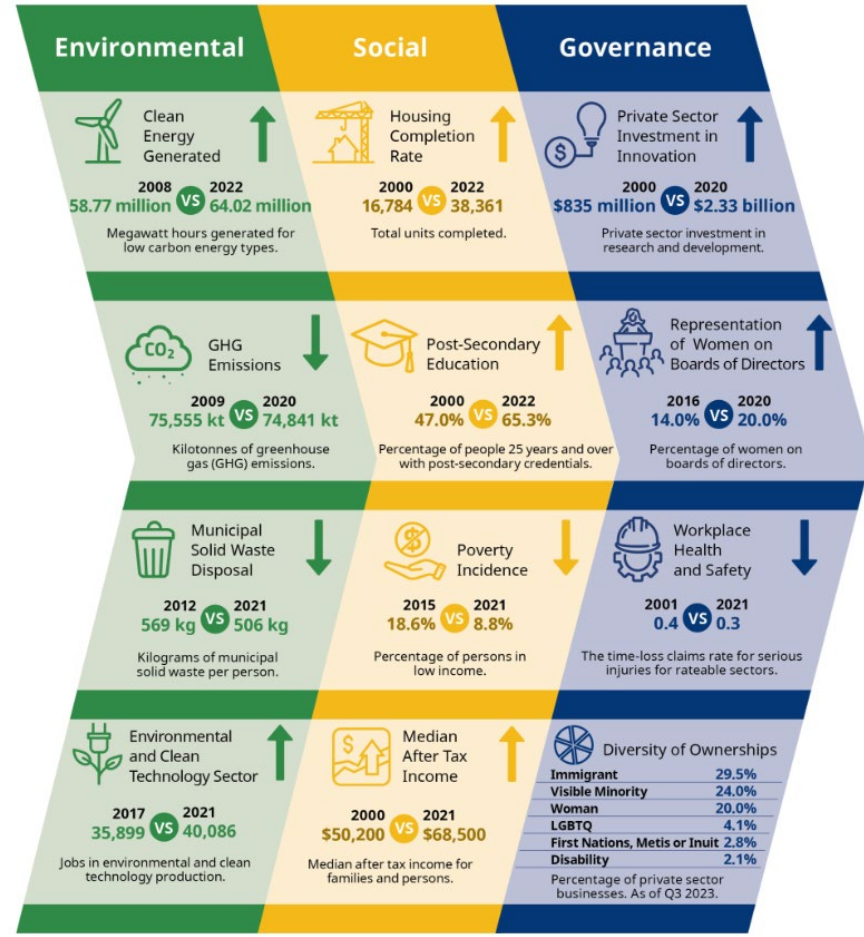 Environmental
Social
Governance
Clean
Energy
Generated
2008 VS 2022
58.77 million 64.02 million
Megawatt hours generated for
low carbon energy types.
Housing
Completion
Rate
2000 VS 2022
16,784 38,361
Total units completed.
$
Private Sector
Investment in
Innovation
2000 VS 2020
$835 million $2.33 billion
Private sector investment in
research and development.
CO2
GHG
Emissions
2009 VS 2020
75,555 kt 74,841 kt
Kilotonnes of greenhouse
gas (GHG) emissions.
Post-Secondary
Education
2000 VS 2022
47.0% 65.3%
Percentage of people 25 years and over
with post-secondary credentials.
Representation
of Women on
Boards of Directors
2016 VS 2020
14.0% 20.0%
Percentage of women on
boards of directors.
Municipal
Solid Waste
Disposal
2012 VS 2021
569 kg 506 kg
Kilograms of municipal
solid waste per person.
$
Poverty
Incidence
2015 VS 2021
18.6% 8.8%
Percentage of persons in
low income.
Workplace
Health
and Safety
2001 VS 2021
0.4 0.3
The time-loss claims rate for serious
injuries for rateable sectors.
Environmental
and Clean
Technology Sector
2017 VS 2021
35,899 40,086
Jobs in environmental and clean
technology production.
$
Median
After Tax
Income
2000 VS 2021
$50,200 $68,500
Median after tax income for
families and persons.
Diversity of Ownerships
Immigrant 29.5%
Visible Minority 24.0%
Woman 20.0%
LGBTQ 4.1%
First Nations, Metis or Inuit 2.8%
Disability 2.1%
Percentage of private sector
businesses. As of Q3 2023.